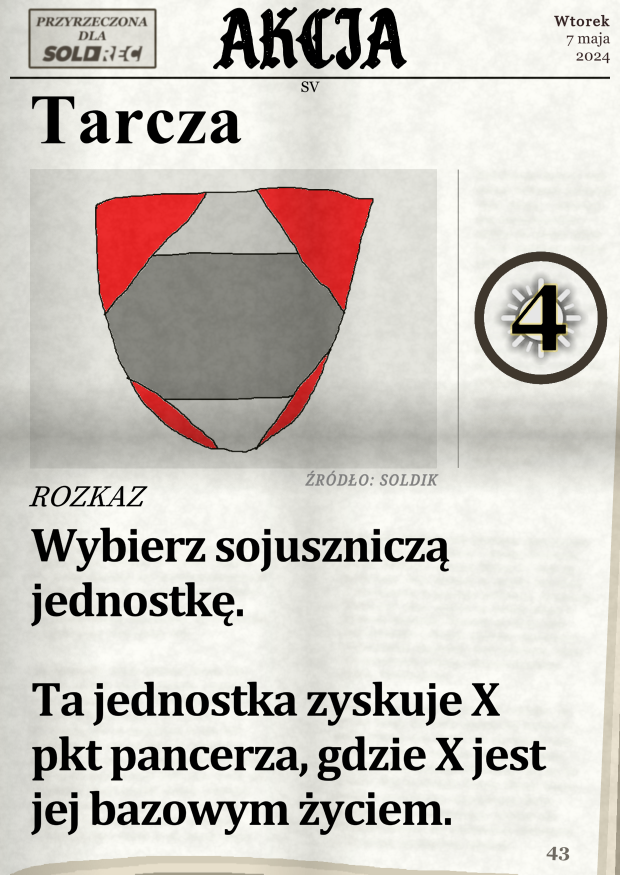 PRZYRZECZONA
DLA
SOLDREC
AKCJA
Wtorek
7 maja
2024
SV
Tarcza
4
ŹRÓDŁO: SOLDIK
ROZKAZ
Wybierz sojuszniczą
jednostkę.
Ta jednostka zyskuje X
pkt pancerza, gdzie X jest
jej bazowym życiem.
43